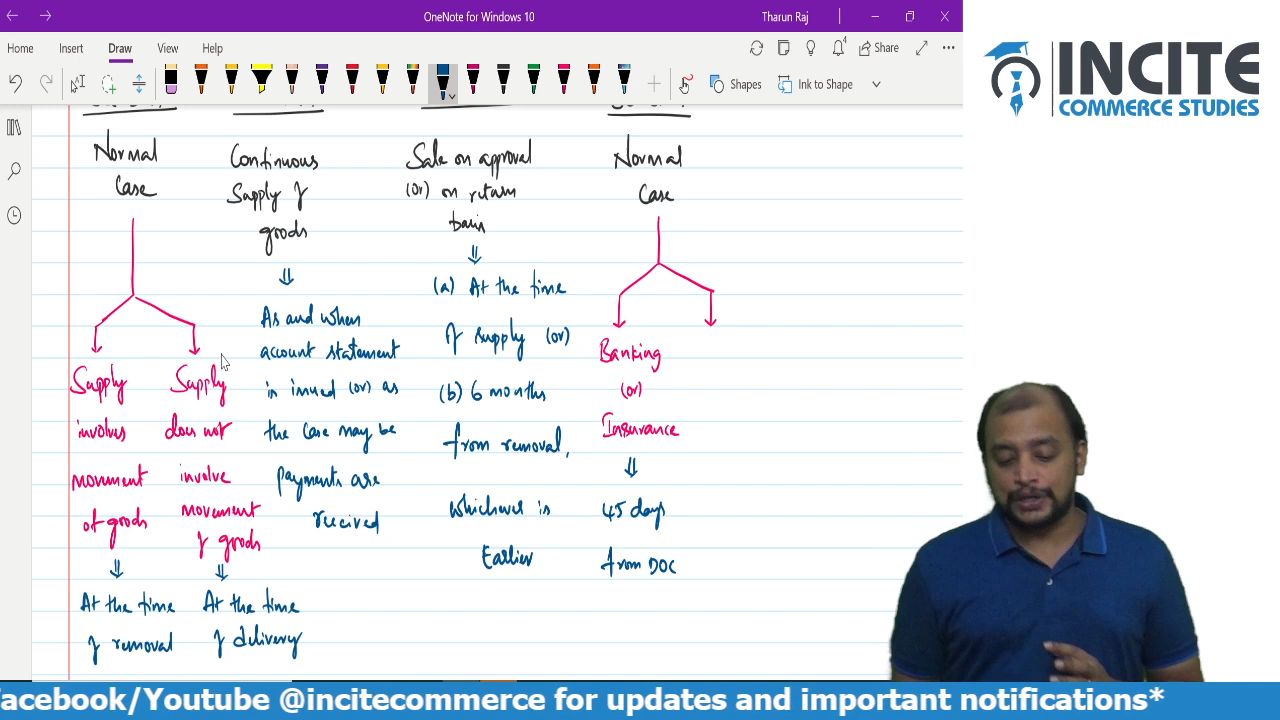 OneNote for Windows 10
Tharun Raj
Home
Insert
Draw
View
Help
Share
Shapes
Ink to Shape
INCITE
COMMERCE STUDIES
Normal
Case
Supply
involves
movement
of goods
At the time
of removal
Supply
does not
involve
movement
of goods
At the time
of delivery
Continuous
Supply of
goods
As and when
account statement
is issued (or) as
the case may be
payments are
received
Sale on approval
(or) on return
basis
(a) At the time
of supply (or)
(b) 6 months
from removal,
whichever is
Earlier
Normal
Case
Banking
(or)
Insurance
45 days
from DOC
acebook/Youtube @incitecommerce for updates and important notifications*